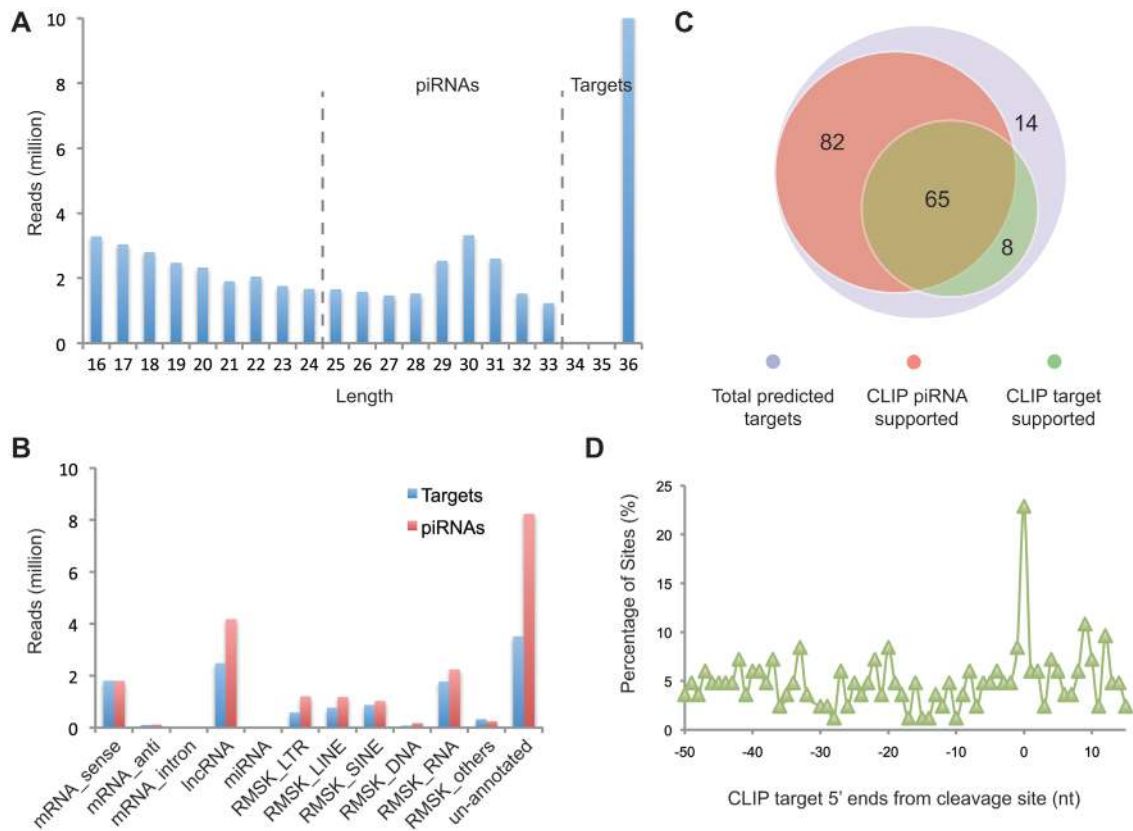 A
Reads (million)
10
8
6
4
2
0
piRNAs
Targets
16 17 18 19 20 21 22 23 24 25 26 27 28 29 30 31 32 33 34 35 36
Length
C
82
14
65
8
Total predicted targets
CLIP piRNA supported
CLIP target supported
B
Reads (million)
10
8
6
4
2
0
Targets
piRNAs
mRNA_sense
mRNA_anti
mRNA_intron
lncRNA
miRNA
RMSK_LTR
RMSK_LINE
RMSK_SINE
RMSK_DNA
RMSK_RNA
RMSK_others
un-annotated
D
Percentage of Sites (%)
25
20
15
10
5
0
-50 -40 -30 -20 -10 0 10
CLIP target 5' ends from cleavage site (nt)